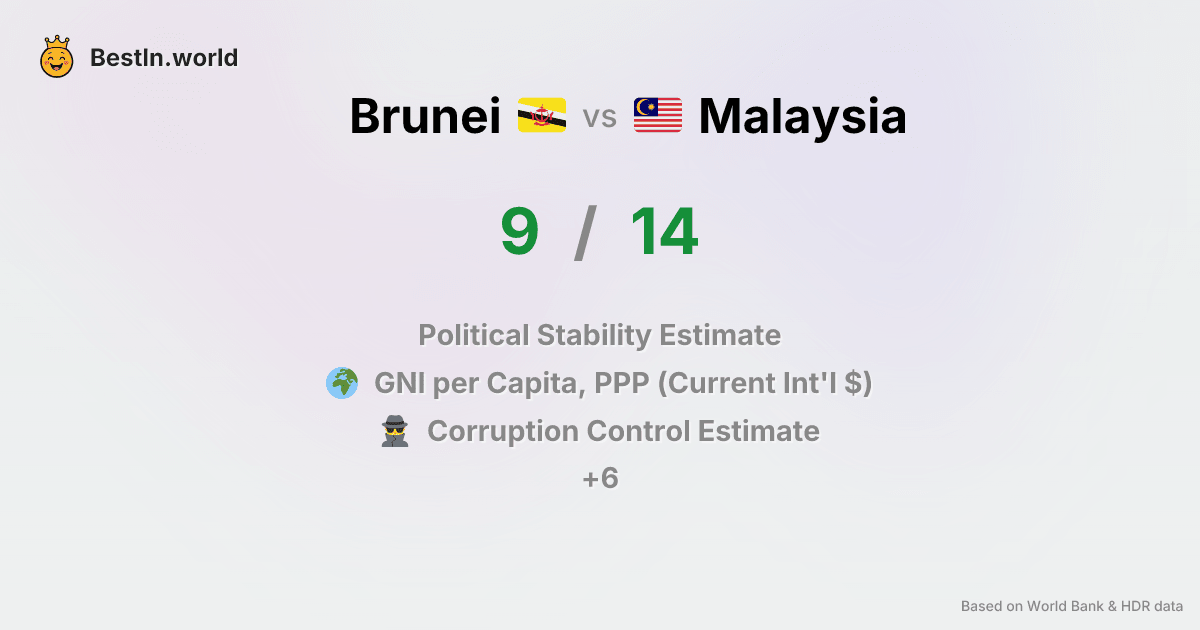 BestIn.world
Brunei vs Malaysia
9 / 14
Political Stability Estimate
GNI per Capita, PPP (Current Int'l $)
Corruption Control Estimate
+6
Based on World Bank & HDR data